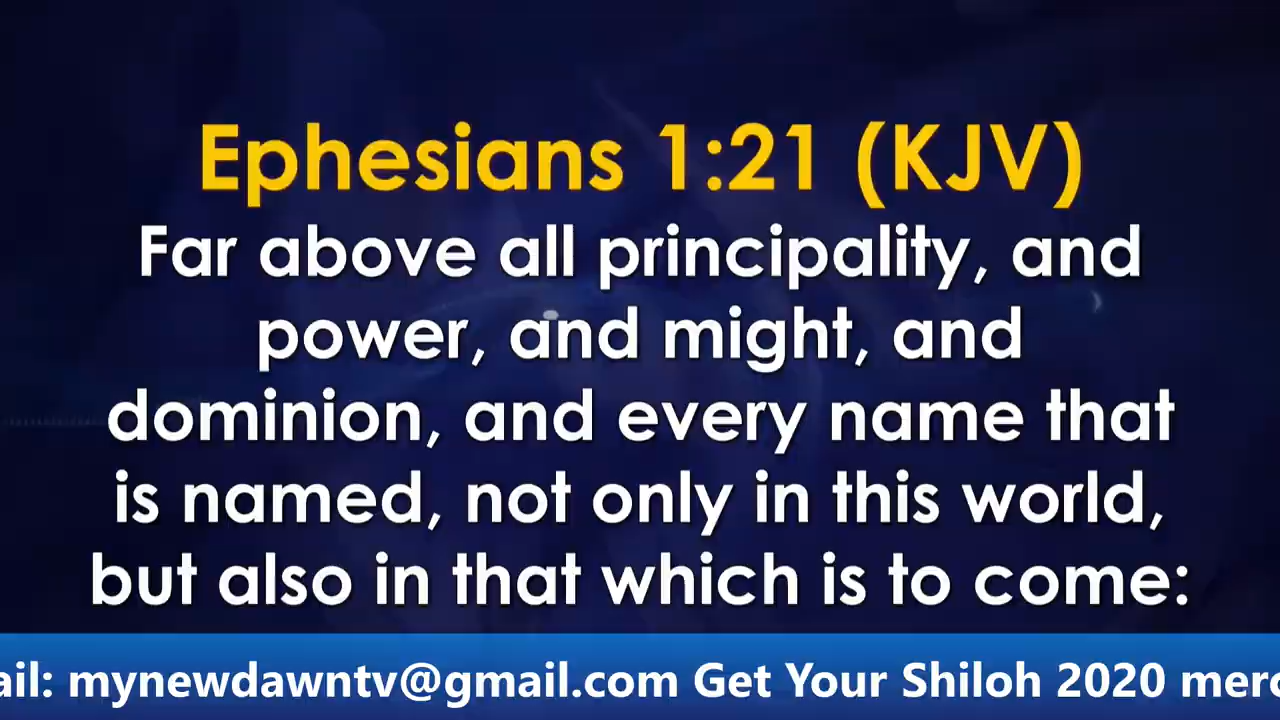 Ephesians 1:21 (KJV)
Far above all principality, and
power, and might, and
dominion, and every name that
is named, not only in this world,
but also in that which is to come:
mynewdawntv@gmail.com Get Your Shiloh 2020